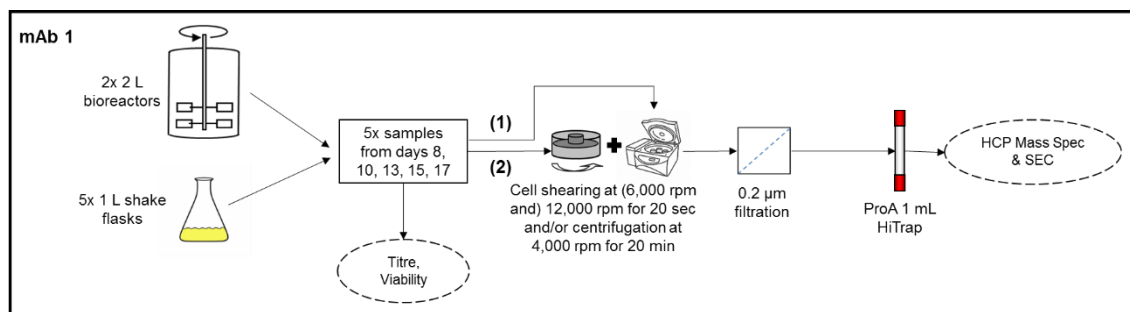 mAb 1
2x 2 L
bioreactors
5x 1 L shake
flasks
5x samples
from days 8,
10, 13, 15, 17
(1)
(2)
Titre,
Viability
Cell shearing at (6,000 rpm
and) 12,000 rpm for 20 sec
and/or centrifugation at
4,000 rpm for 20 min
0.2 µm
filtration
ProA 1 mL
HiTrap
HCP Mass Spec
& SEC